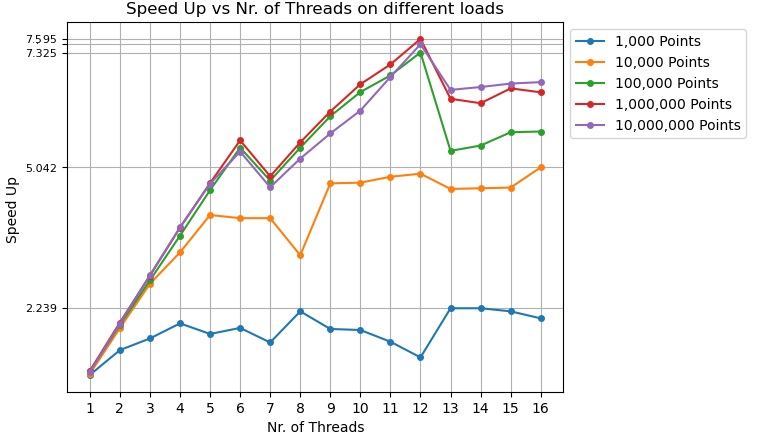 Speed Up vs Nr. of Threads on different loads
7.595
7.325
5.042
2.239
Speed Up
1 2 3 4 5 6 7 8 9 10 11 12 13 14 15 16
Nr. of Threads
1,000 Points
10,000 Points
100,000 Points
1,000,000 Points
10,000,000 Points